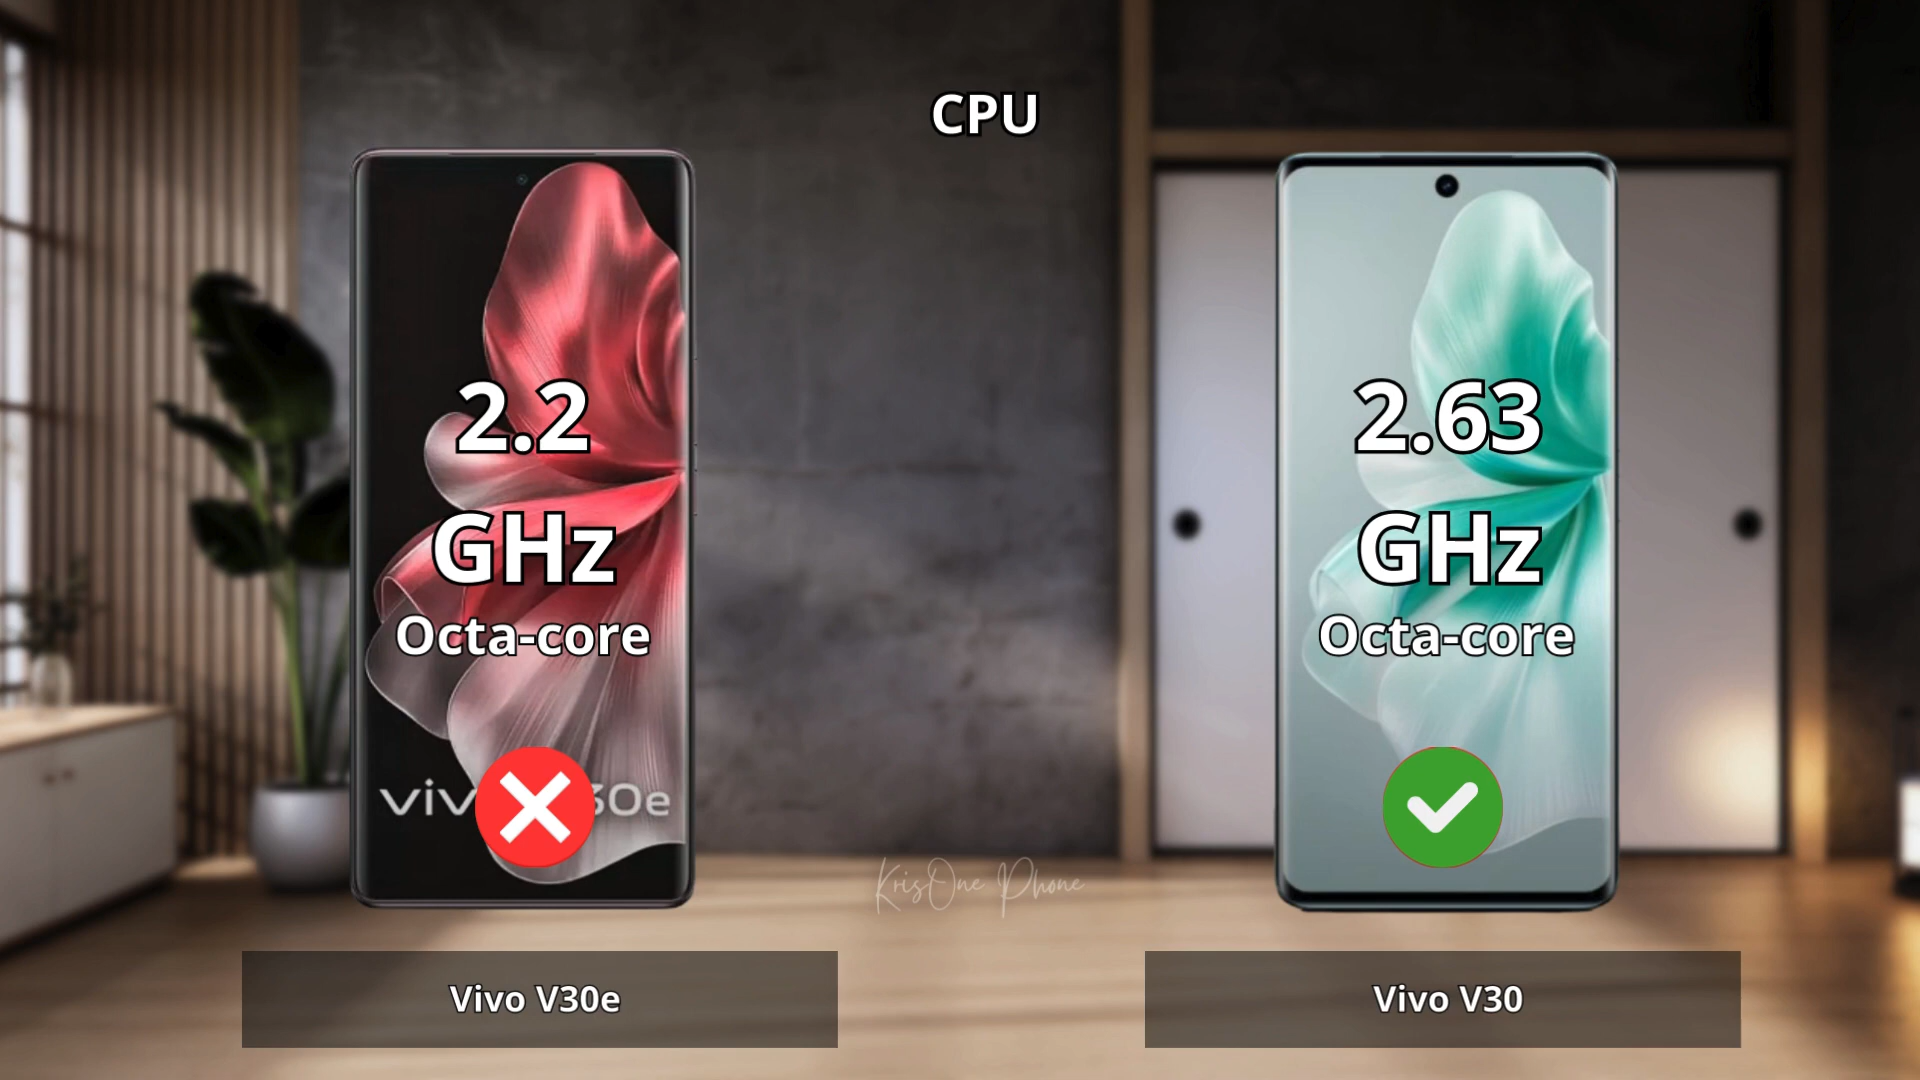 CPU
2.2
GHz
Octa-core
Vivo V30e
2.63
GHz
Octa-core
Vivo V30
KrisOne Phone